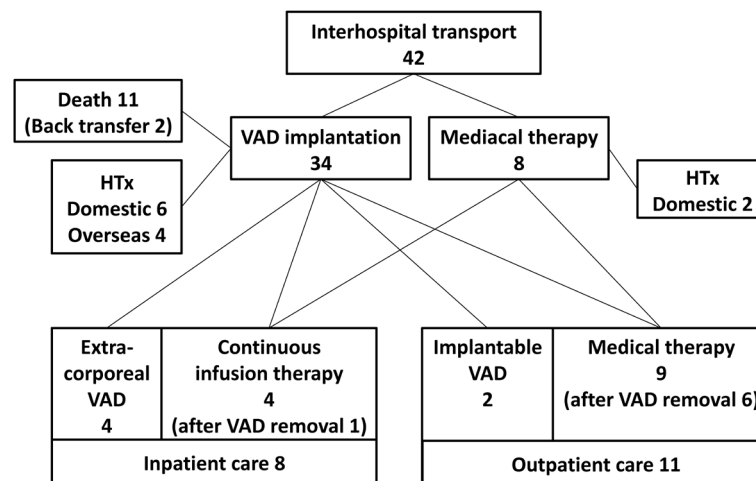 Interhospital transport
42
Death 11
(Back transfer 2)
VAD implantation
34
Mediacal therapy
8
HTx
Domestic 6
Overseas 4
HTx
Domestic 2
Extra-
corporeal
VAD
4
Continuous
infusion therapy
4
(after VAD removal 1)
Inpatient care 8
Implantable
VAD
2
Medical therapy
9
(after VAD removal 6)
Outpatient care 11